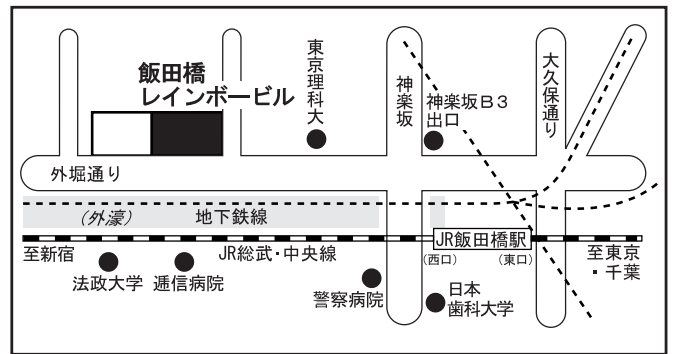 飯田橋
レインボービル
東京理科大
神楽坂
神楽坂B3
出口
大久保通り
外堀通り
(外濠)
地下鉄線
JR飯田橋駅
(西口)
(東口)
至新宿
JR総武・中央線
至東京
・千葉
法政大学
逓信病院
警察病院
日本
歯科大学